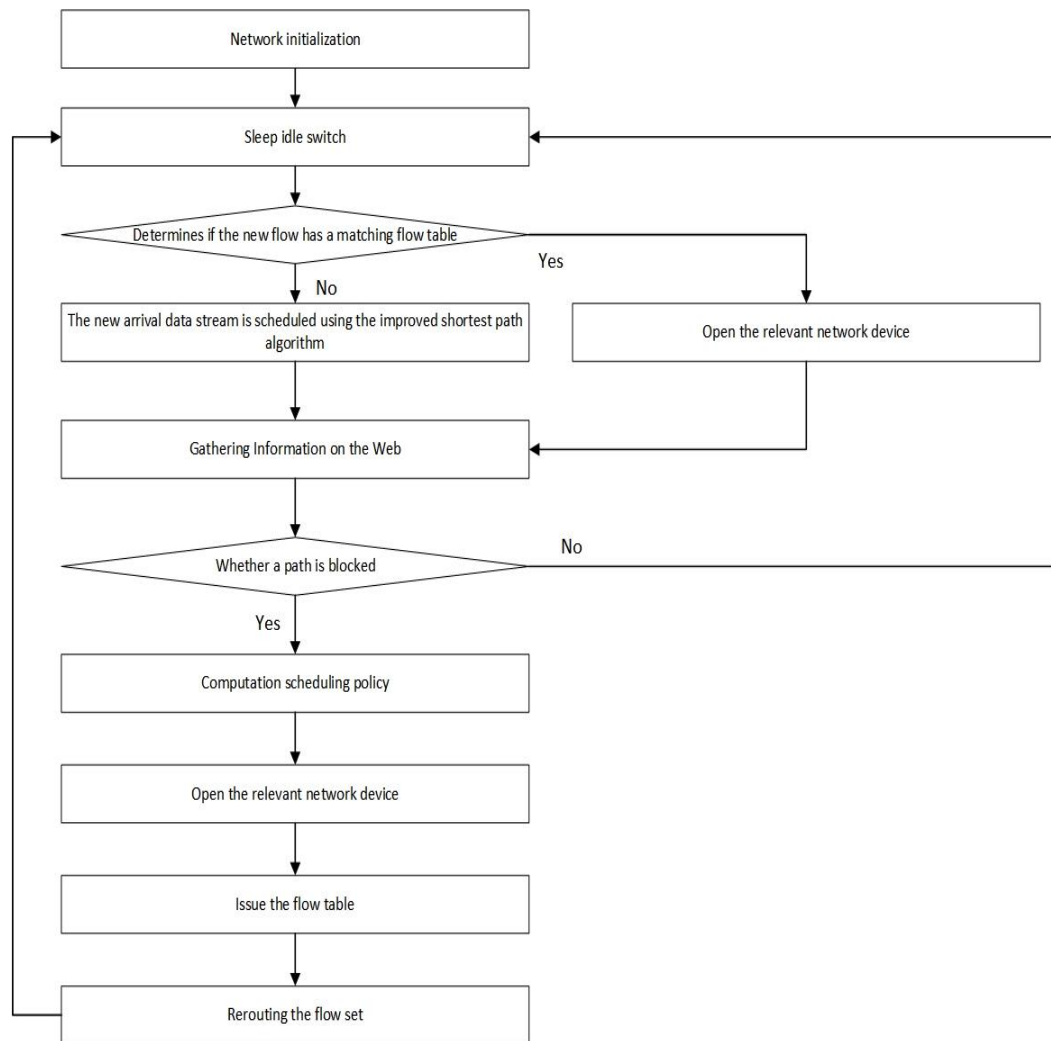 Network initialization
Sleep idle switch
Determines if the new flow has a matching flow table
Yes
No
The new arrival data stream is scheduled using the improved shortest path
algorithm
Open the relevant network device
Gathering Information on the Web
No
Whether a path is blocked
Yes
Computation scheduling policy
Open the relevant network device
Issue the flow table
Rerouting the flow set